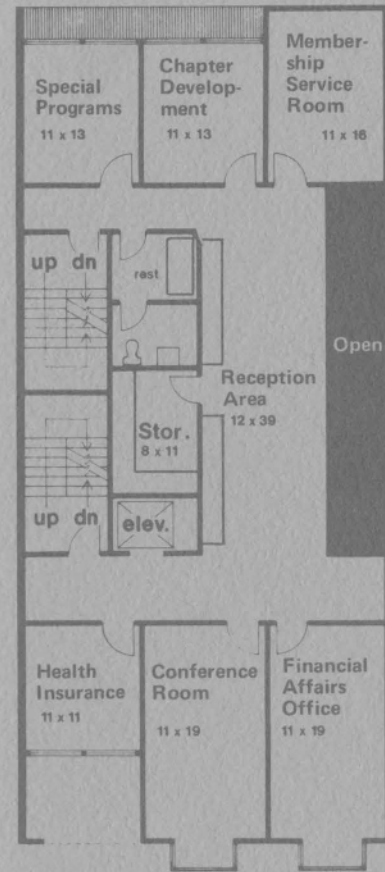 Special
Programs
11 x 13
Chapter
Develop-
ment
11 x 13
Member-
ship
Service
Room
11 x 16
up dn
rest
Open
Reception
Area
12 x 39
Stor.
8 x 11
up dn
elev.
Health
Insurance
11 x 11
Conference
Room
11 x 19
Financial
Affairs
Office
11 x 19